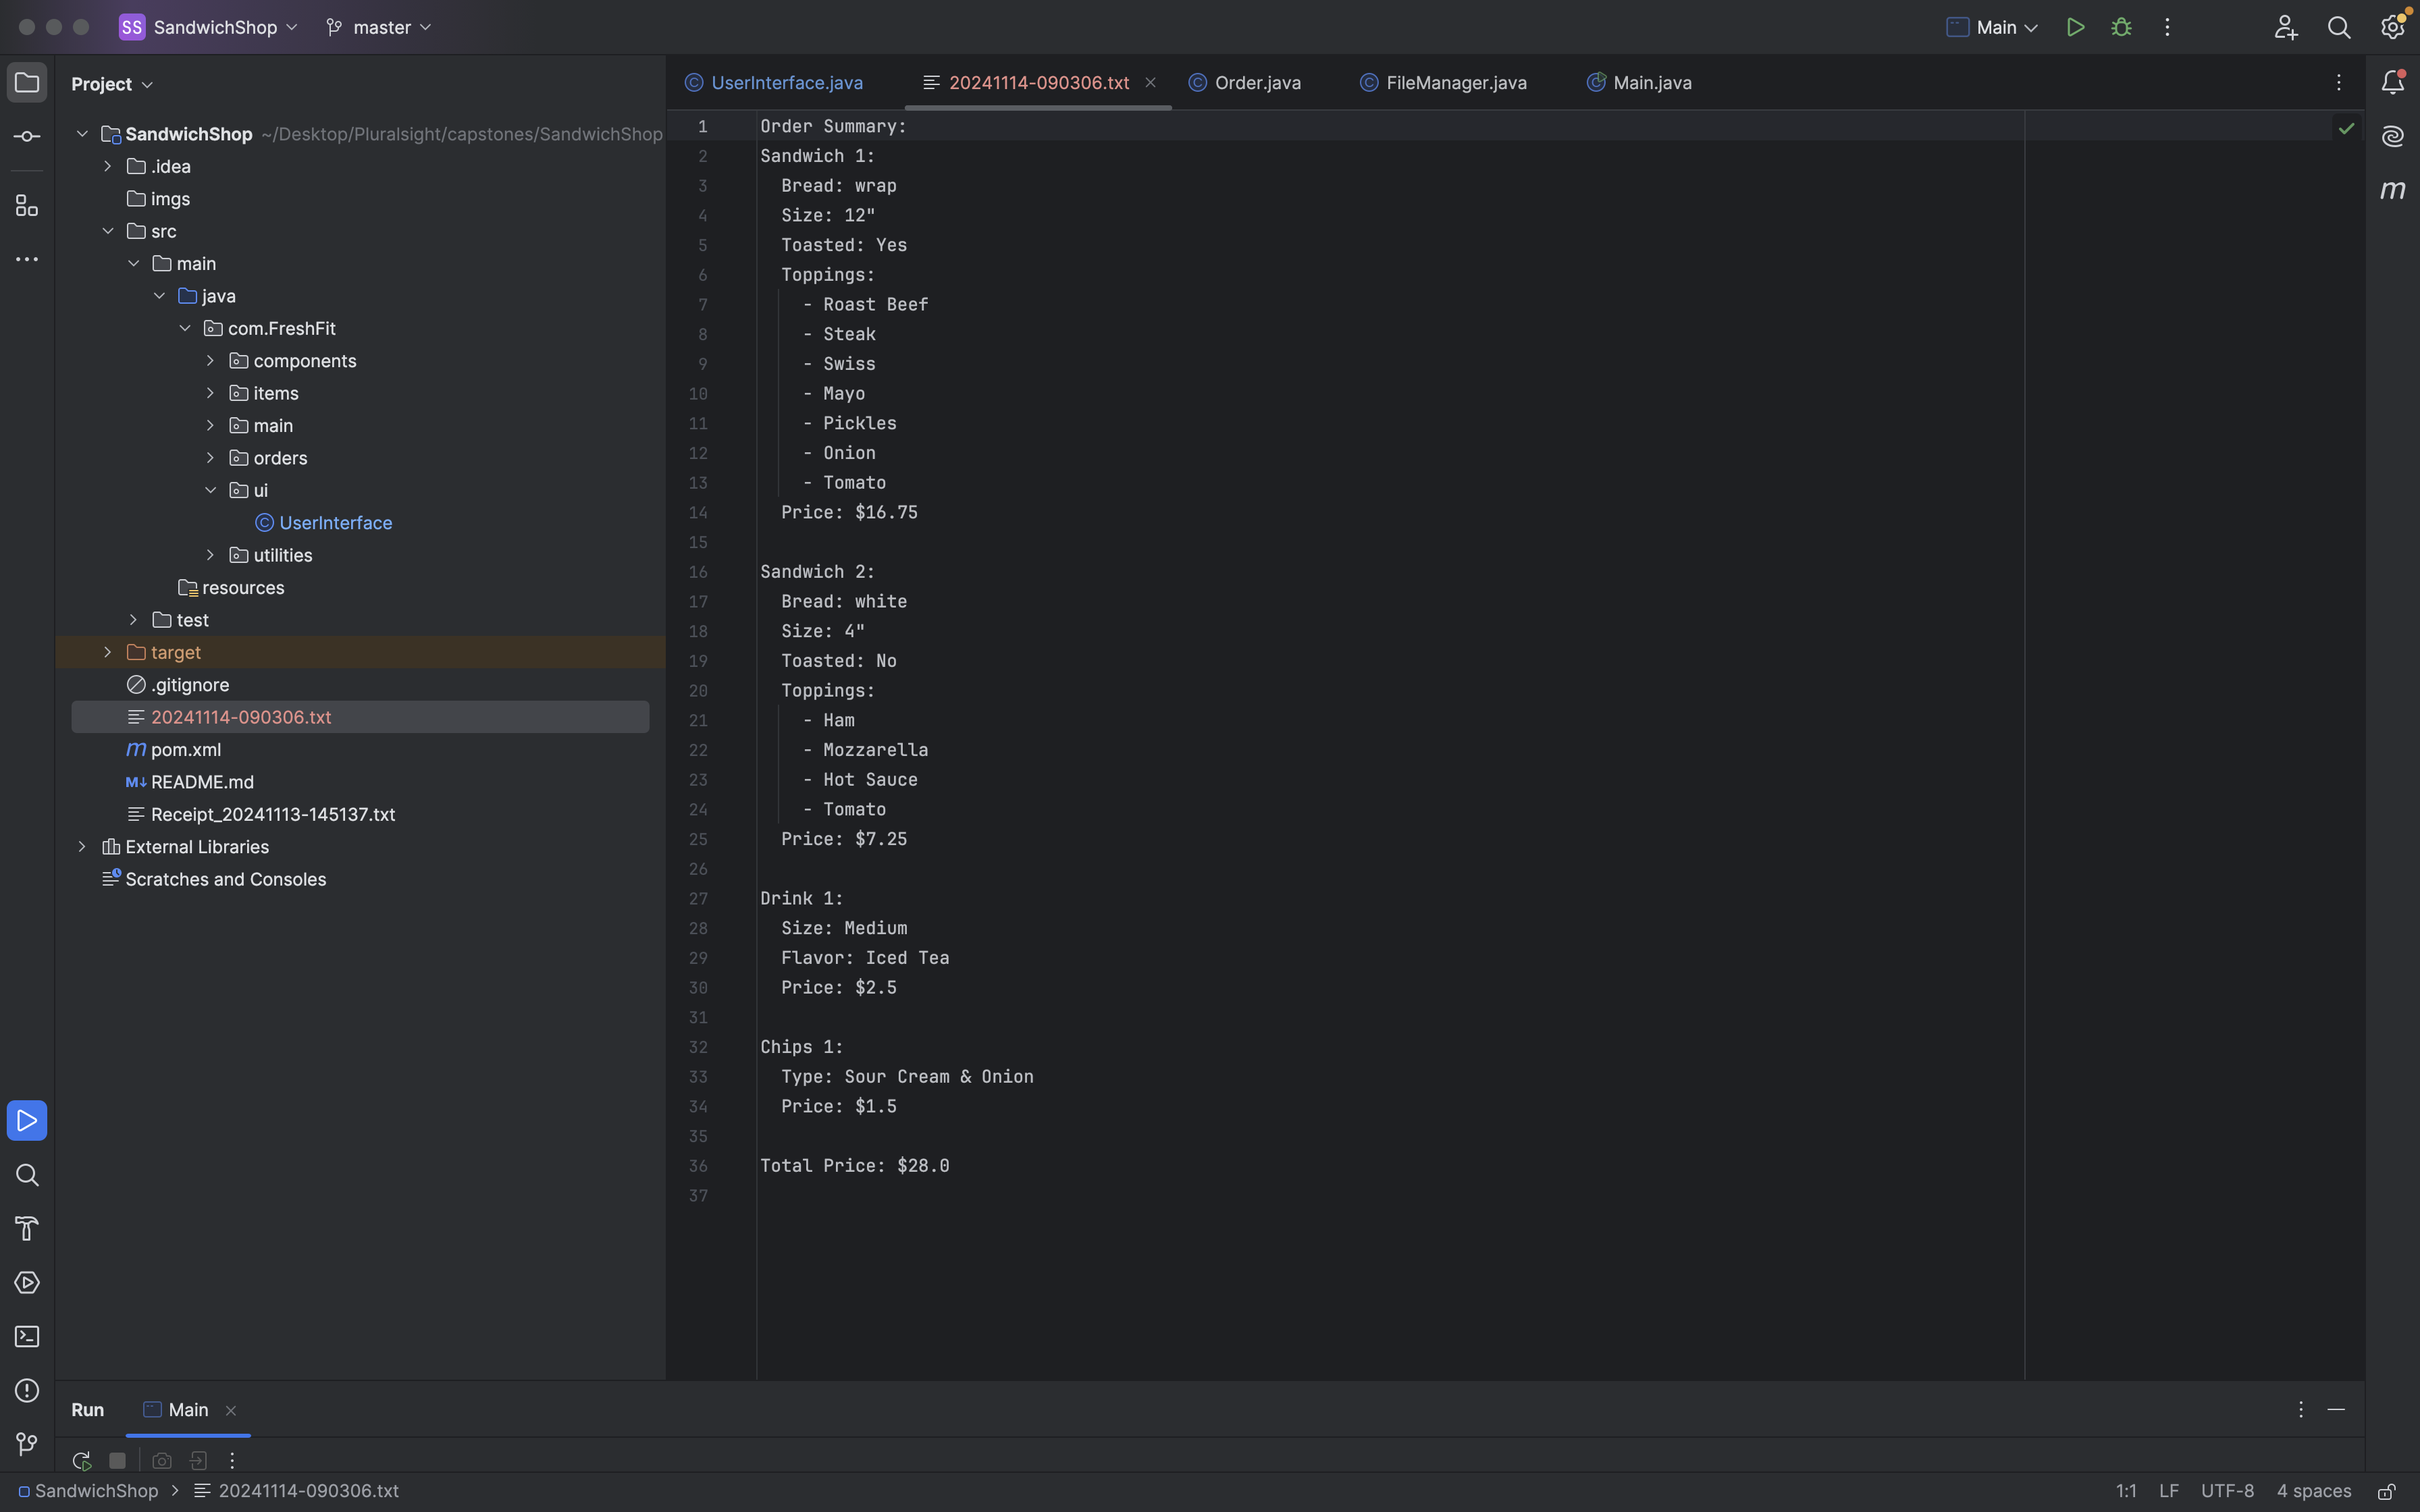 SS SandwichShop master Main
Project
UserInterface.java 20241114-090306.txt Order.java FileManager.java Main.java
SandwichShop ~/Desktop/Pluralsight/capstones/SandwichShop
.idea
imgs
src
main
java
com.FreshFit
components
items
main
orders
ui
UserInterface
utilities
resources
test
target
.gitignore
20241114-090306.txt
m pom.xml
M↓ README.md
Receipt_20241113-145137.txt
External Libraries
Scratches and Consoles
1 Order Summary:
2 Sandwich 1:
3   Bread: wrap
4   Size: 12"
5   Toasted: Yes
6   Toppings:
7     - Roast Beef
8     - Steak
9     - Swiss
10     - Mayo
11     - Pickles
12     - Onion
13     - Tomato
14   Price: $16.75
15
16 Sandwich 2:
17   Bread: white
18   Size: 4"
19   Toasted: No
20   Toppings:
21     - Ham
22     - Mozzarella
23     - Hot Sauce
24     - Tomato
25   Price: $7.25
26
27 Drink 1:
28   Size: Medium
29   Flavor: Iced Tea
30   Price: $2.5
31
32 Chips 1:
33   Type: Sour Cream & Onion
34   Price: $1.5
35
36 Total Price: $28.0
37
m
Run Main
SandwichShop > 20241114-090306.txt 1:1 LF UTF-8 4 spaces